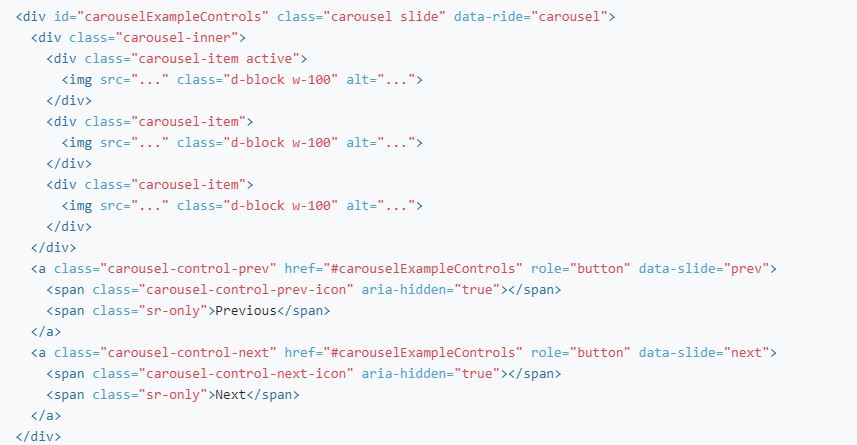 <div id="carouselExampleControls" class="carousel slide" data-ride="carousel">
  <div class="carousel-inner">
    <div class="carousel-item active">
      <img src="..." class="d-block w-100" alt="...">
    </div>
    <div class="carousel-item">
      <img src="..." class="d-block w-100" alt="...">
    </div>
    <div class="carousel-item">
      <img src="..." class="d-block w-100" alt="...">
    </div>
  </div>
  <a class="carousel-control-prev" href="#carouselExampleControls" role="button" data-slide="prev">
    <span class="carousel-control-prev-icon" aria-hidden="true"></span>
    <span class="sr-only">Previous</span>
  </a>
  <a class="carousel-control-next" href="#carouselExampleControls" role="button" data-slide="next">
    <span class="carousel-control-next-icon" aria-hidden="true"></span>
    <span class="sr-only">Next</span>
  </a>
</div>